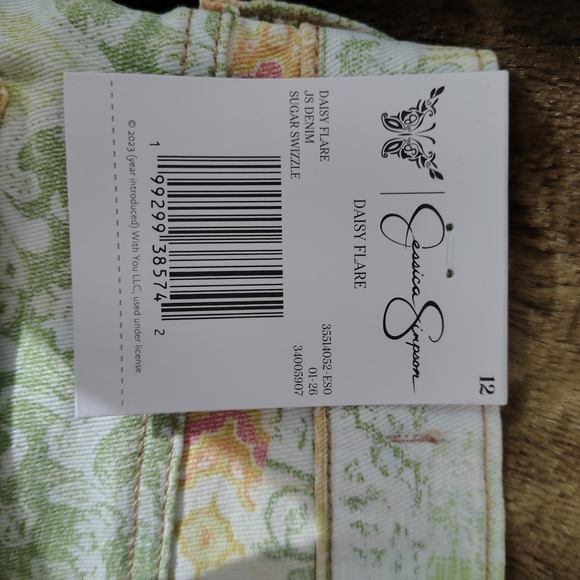 Jessica Simpson
12
DAISY FLARE
DAISY FLARE
JS DENIM
SUGAR SWIZZLE
35514052-ES0
01-26
34005907
1 99299 38574 2
© 2023 (year introduced) With You LLC, used under license